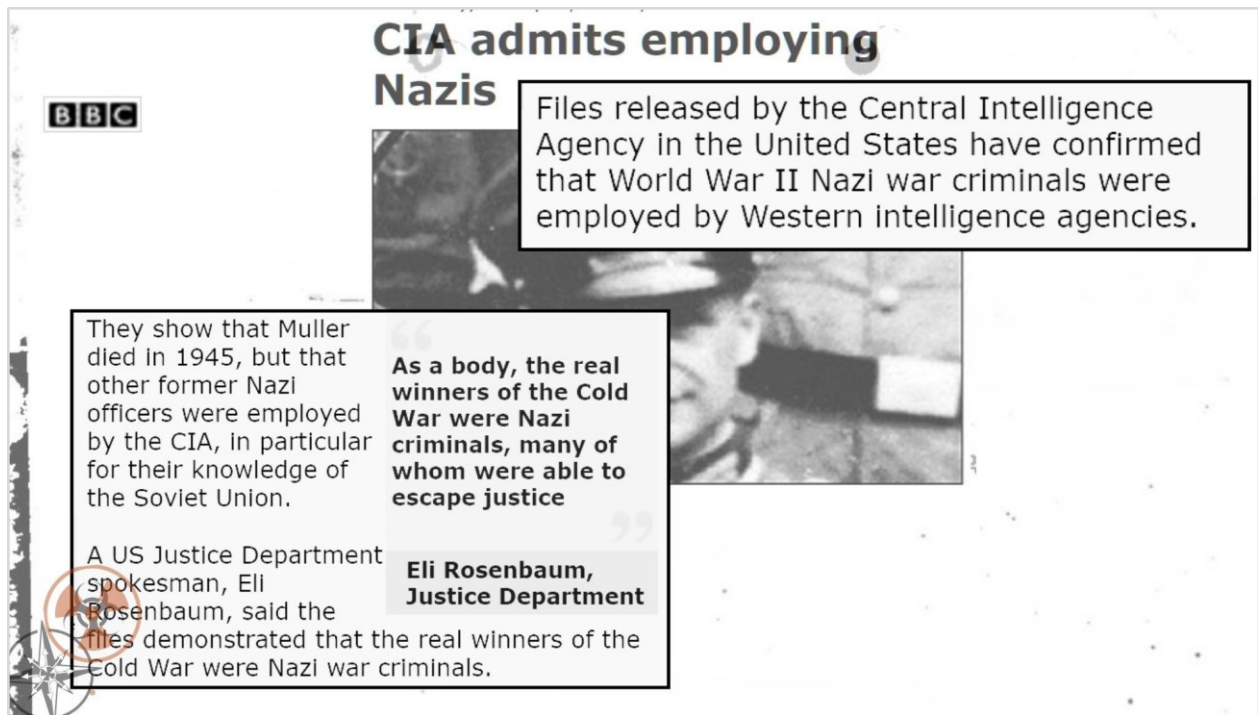 CIA admits employing
Nazis
BBC
Files released by the Central Intelligence
Agency in the United States have confirmed
that World War II Nazi war criminals were
employed by Western intelligence agencies.
They show that Muller
died in 1945, but that
other former Nazi
officers were employed
by the CIA, in particular
for their knowledge of
the Soviet Union.
A US Justice Department
spokesman, Eli
Rosenbaum, said the
files demonstrated that the real winners of the
Cold War were Nazi war criminals.
“
As a body, the real
winners of the Cold
War were Nazi
criminals, many of
whom were able to
escape justice
”
Eli Rosenbaum,
Justice Department